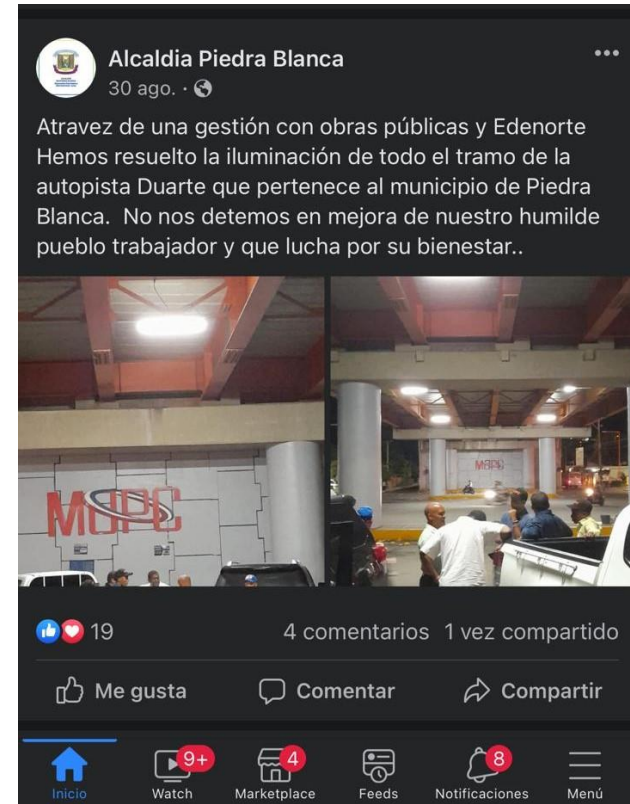 Alcaldia Piedra Blanca
30 ago. ·
Atravez de una gestión con obras públicas y Edenorte
Hemos resuelto la iluminación de todo el tramo de la
autopista Duarte que pertenece al municipio de Piedra
Blanca. No nos detemos en mejora de nuestro humilde
pueblo trabajador y que lucha por su bienestar..
MOPC
MOPC
19
4 comentarios 1 vez compartido
Me gusta
Comentar
Compartir
9+
4
8
Inicio
Watch
Marketplace
Feeds
Notificaciones
Menú